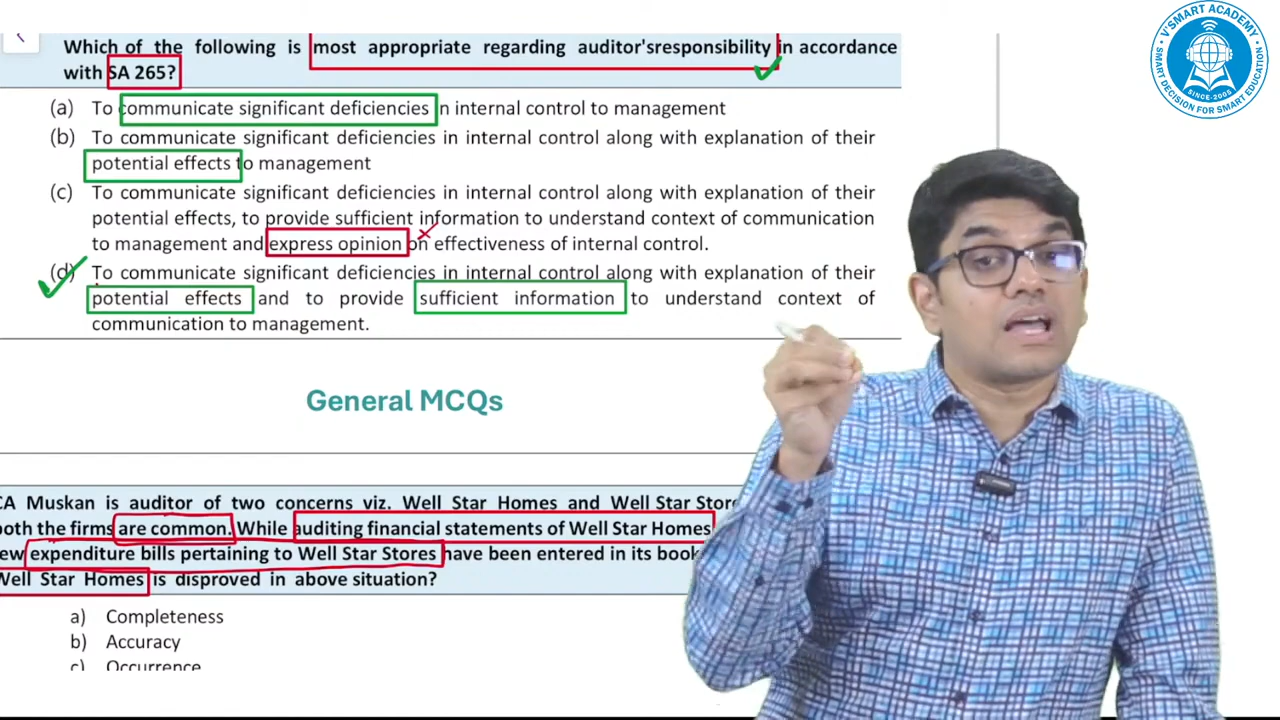 Which of the following is most appropriate regarding auditor'sresponsibility in accordance
with SA 265?
(a) To communicate significant deficiencies in internal control to management
(b) To communicate significant deficiencies in internal control along with explanation of their
potential effects to management
(c) To communicate significant deficiencies in internal control along with explanation of their
potential effects, to provide sufficient information to understand context of communication
to management and express opinion on effectiveness of internal control.
(d) To communicate significant deficiencies in internal control along with explanation of their
potential effects and to provide sufficient information to understand context of
communication to management.
General MCQs
CA Muskan is auditor of two concerns viz. Well Star Homes and Well Star Store
both the firms are common. While auditing financial statements of Well Star Homes
few expenditure bills pertaining to Well Star Stores have been entered in its book
Well Star Homes is disproved in above situation?
a) Completeness
b) Accuracy
c) Occurrence
V'SMART ACADEMY
SMART DECISION FOR SMART EDUCATION
SINCE-2005